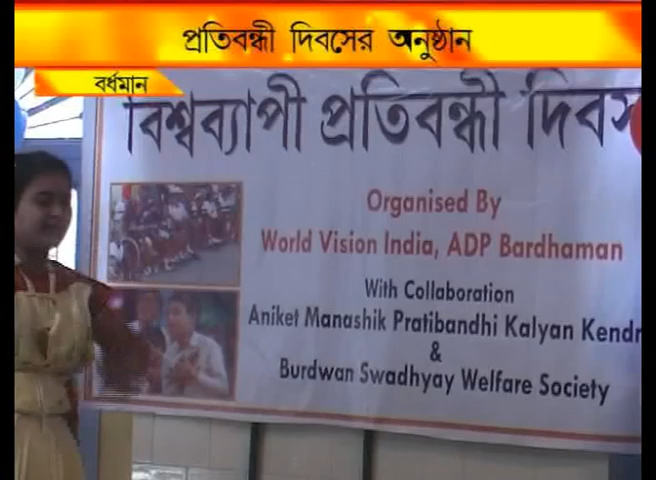 প্রতিবন্ধী দিবসের অনুষ্ঠান
বর্ধমান
বিশ্বব্যাপী প্রতিবন্ধী দিবস
Organised By
World Vision India, ADP Bardhaman
With Collaboration
Aniket Manashik Pratibandhi Kalyan Kendr
&
Burdwan Swadhyay Welfare Society